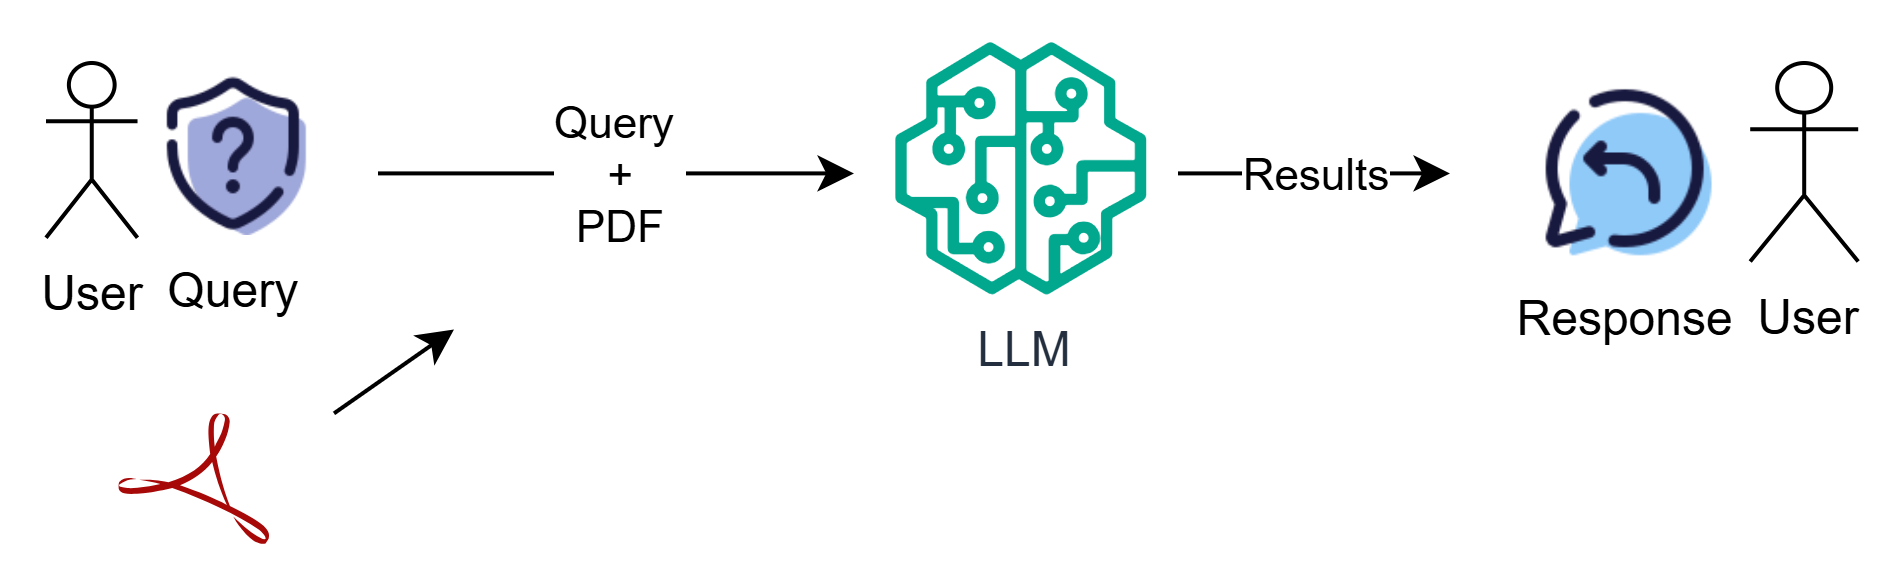 User
Query
Query
+
PDF
LLM
Results
Response
User